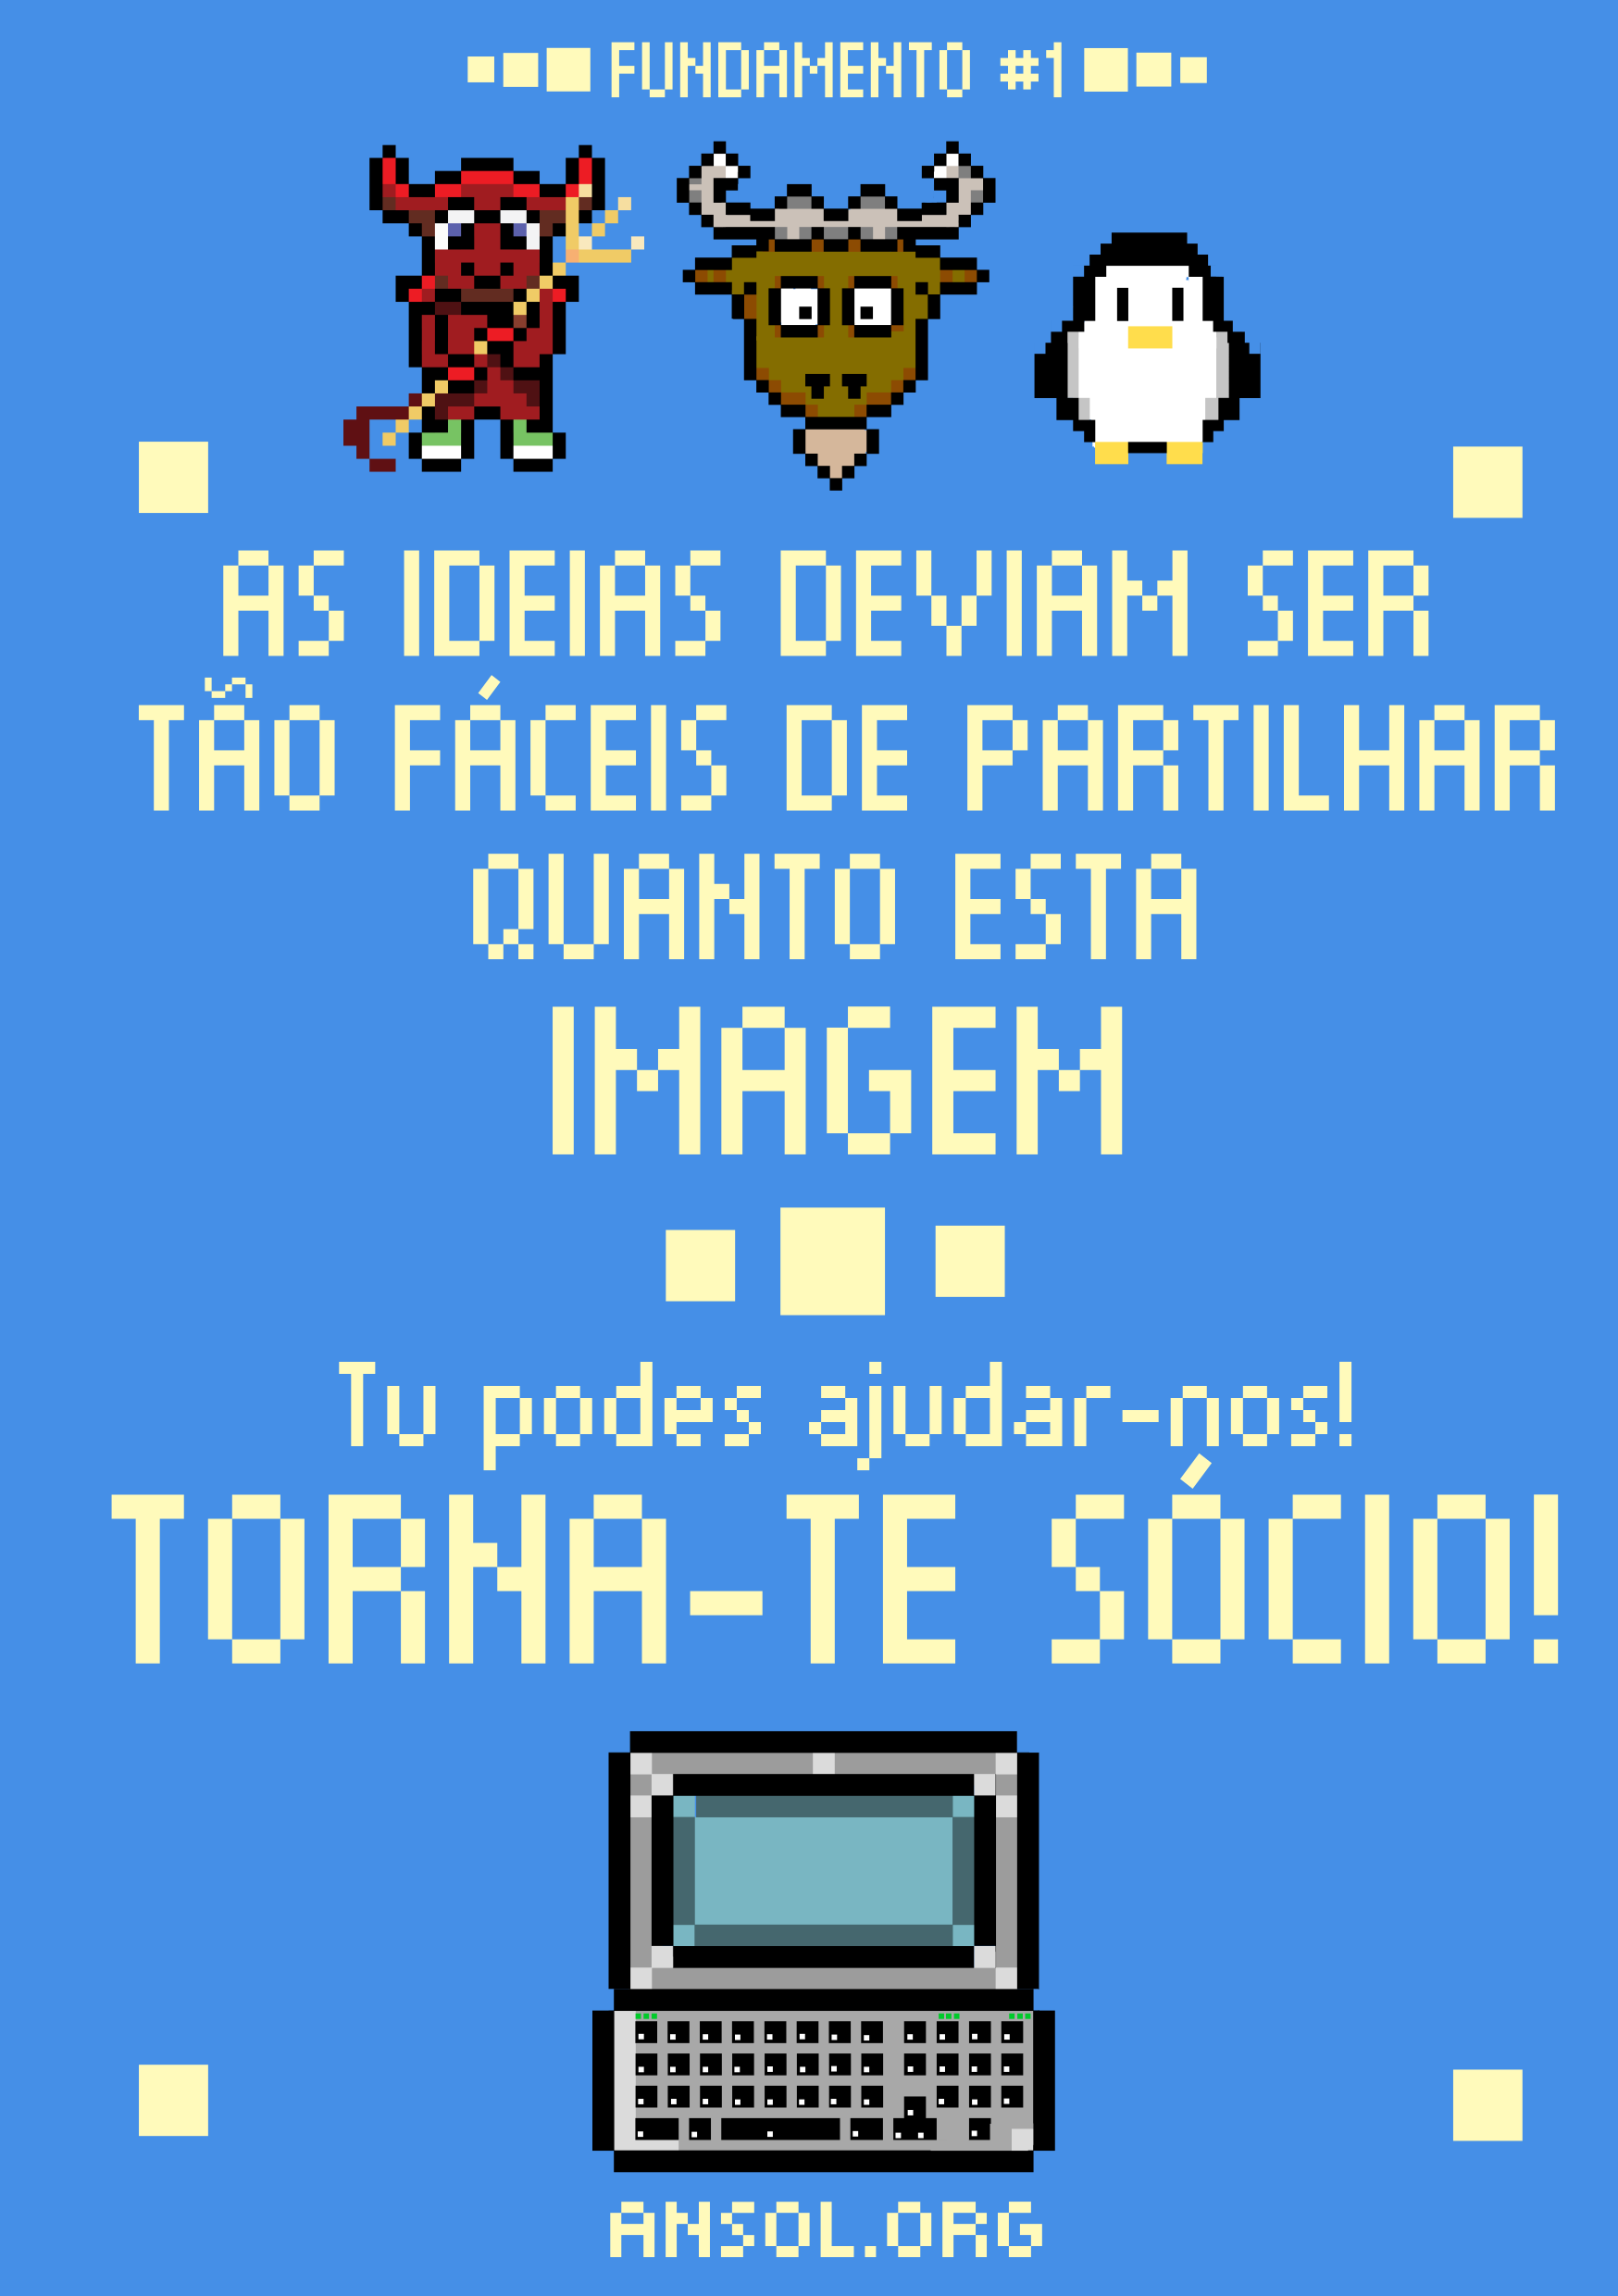 FUNDAMENTO #1
AS IDEIAS DEVIAM SER
TÃO FÁCEIS DE PARTILHAR
QUANTO ESTA
IMAGEM
Tu podes ajudar-nos!
TORNA-TE SÓCIO!
ANSOL.ORG